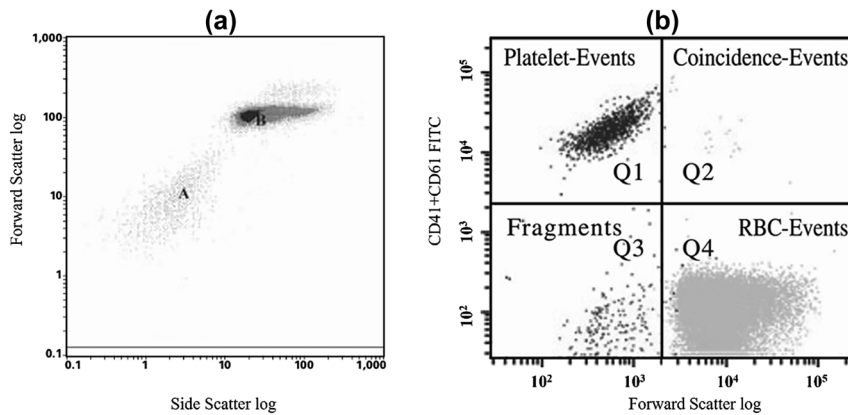 (a)
1,000
100
10
1
0.1
Forward Scatter log
A
B
0.1
1
10
100
1,000
Side Scatter log
(b)
Platelet-Events
Coincidence-Events
Q1
Q2
Fragments
Q3
Q4
RBC-Events
10⁵
10⁴
10³
10²
CD41+CD61 FITC
10²
10³
10⁴
10⁵
Forward Scatter log